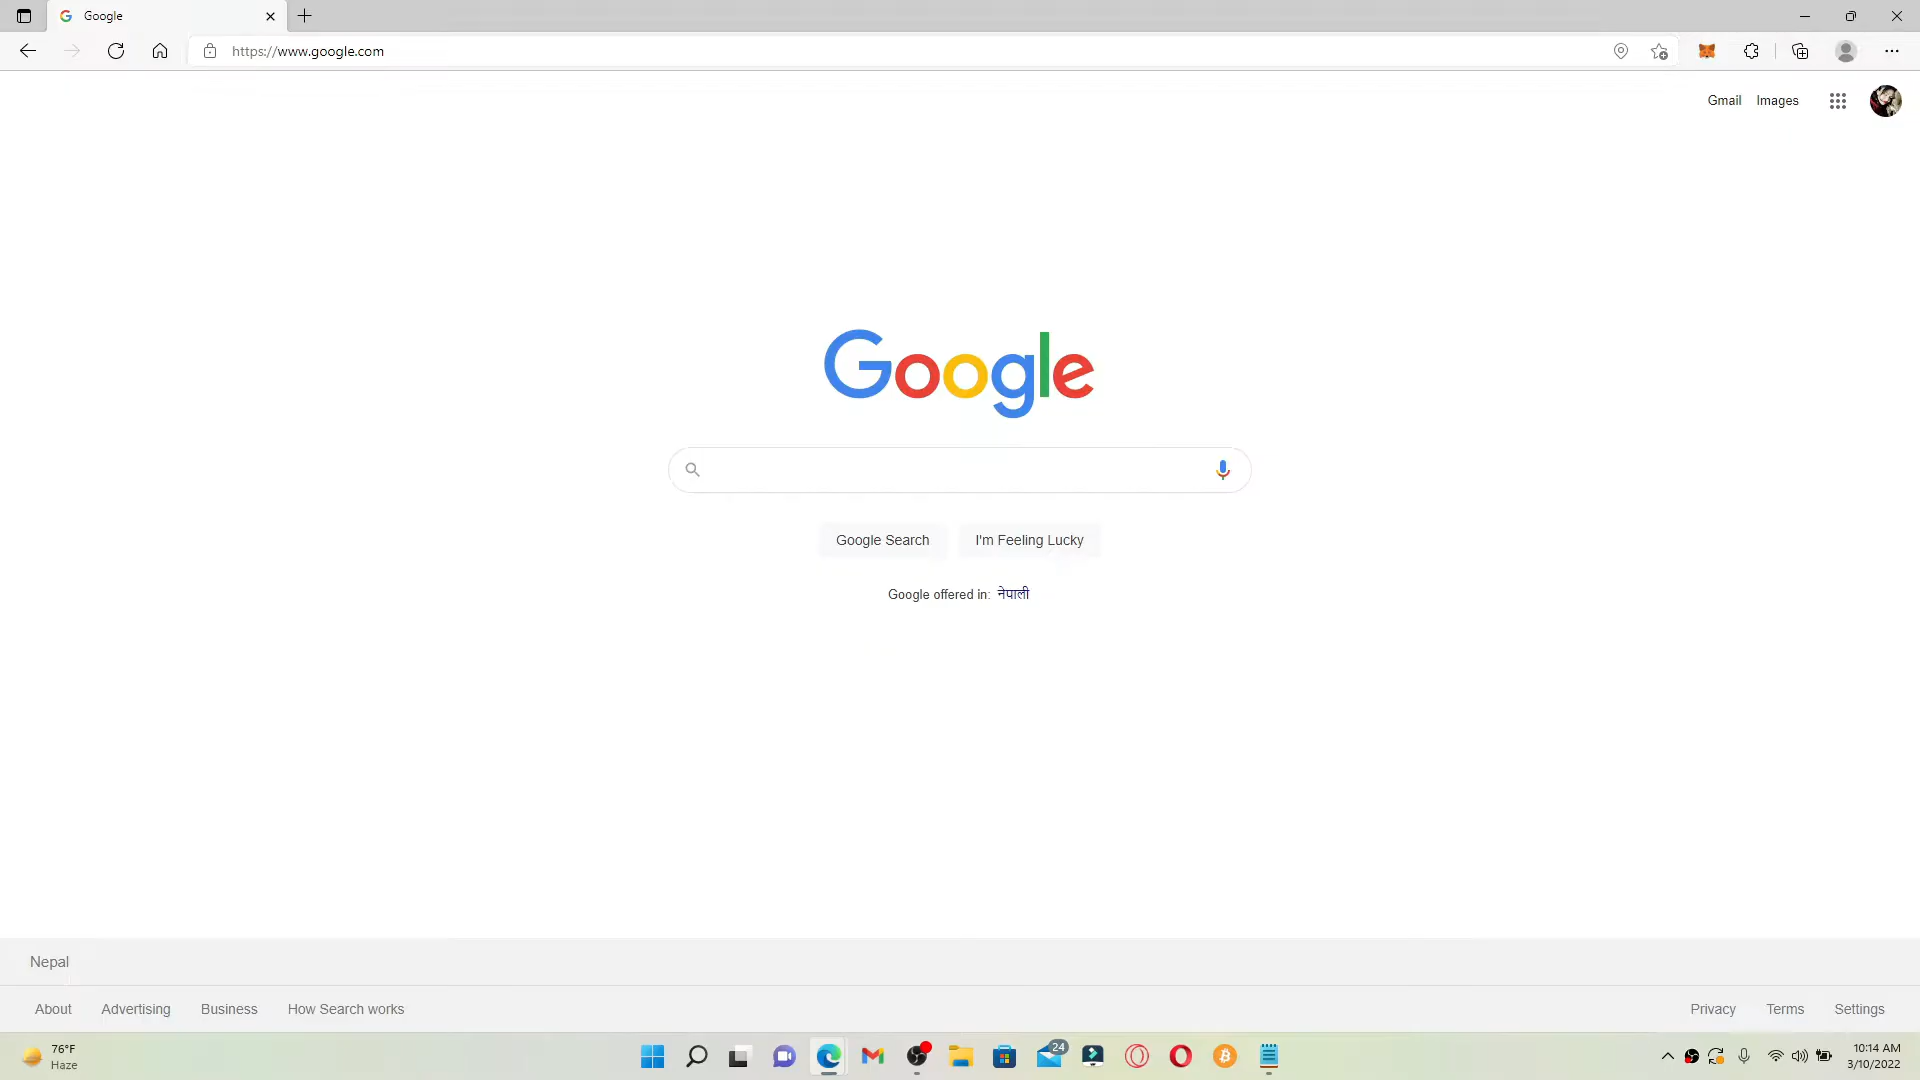 Google
https://www.google.com
Gmail Images
Google
Google Search I'm Feeling Lucky
Google offered in: नेपाली
Nepal
About Advertising Business How Search works
Privacy Terms Settings
76°F
Haze
24
10:14 AM
3/10/2022